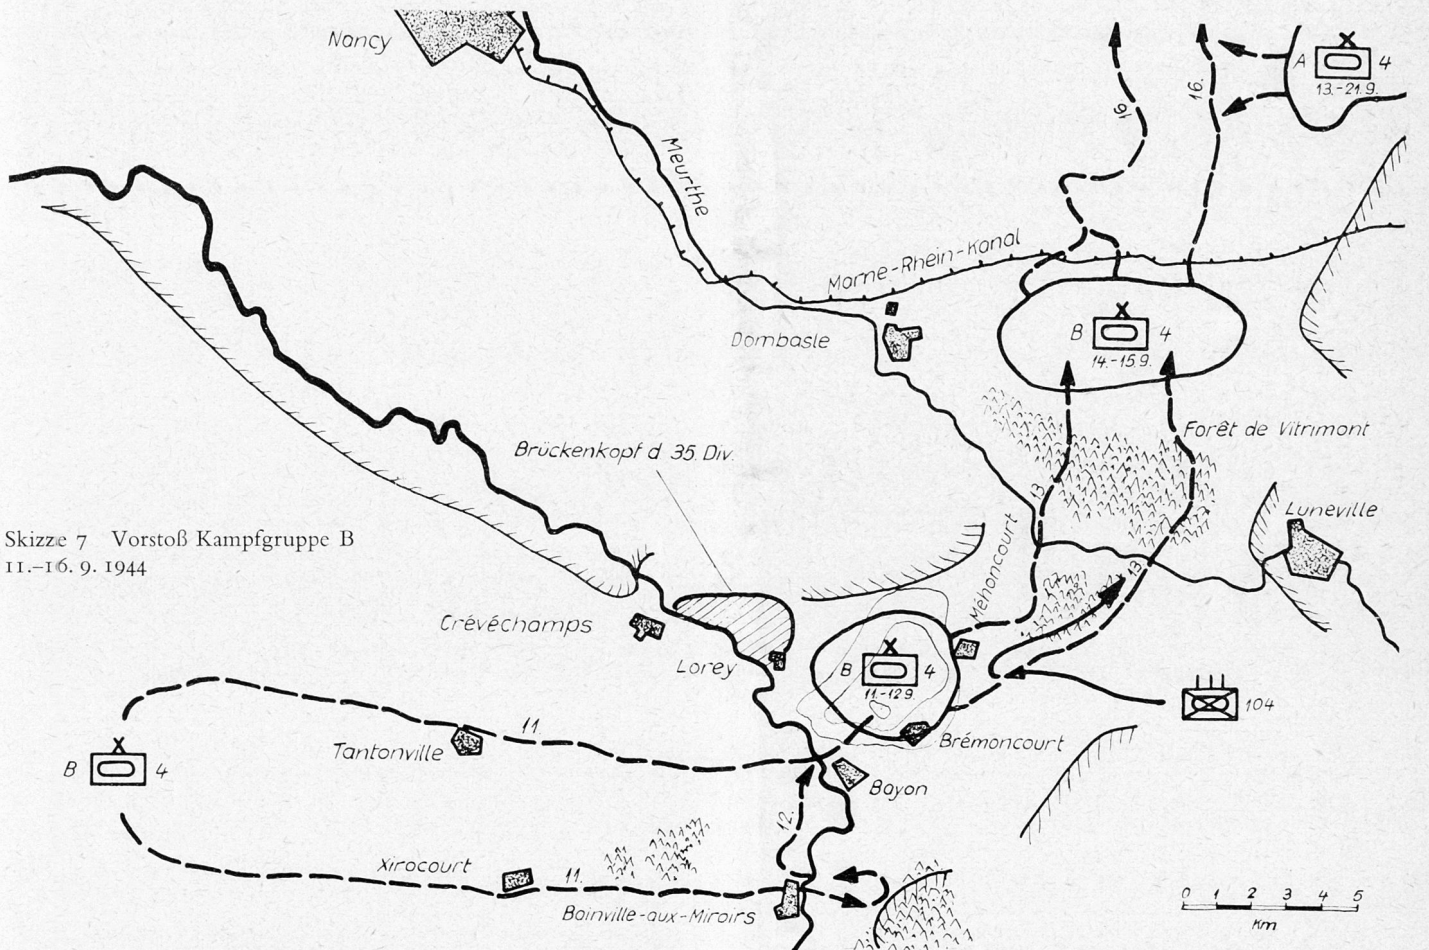 Nancy
A 4
13.-21.9.
16.
16
Meurthe
Marne-Rhein-Kanal
Dombasle
B 4
14.-15.9.
Forêt de Vitrimont
Brückenkopf d 35. Div.
13
Luneville
Skizze 7 Vorstoß Kampfgruppe B
11.–16. 9. 1944
Méhoncourt
13
Crévéchamps
Lorey
B 4
11.-12.9.
104
11.
Tantonville
Brémoncourt
B 4
Bayon
12.
Xirocourt
11.
Bainville-aux-Miroirs
0 1 2 3 4 5
Km